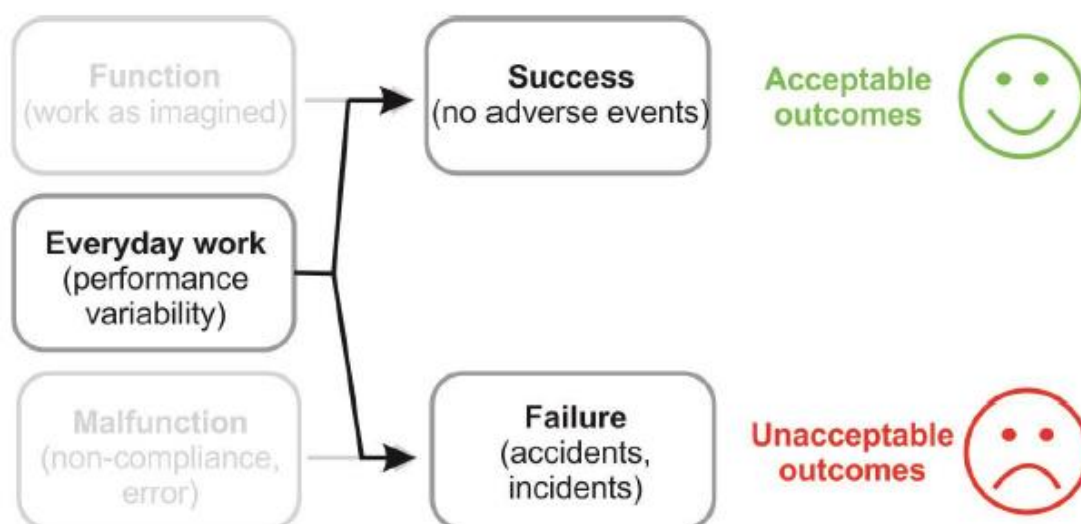 Function
(work as imagined)
Success
(no adverse events)
Acceptable
outcomes
Everyday work
(performance
variability)
Malfunction
(non-compliance,
error)
Failure
(accidents,
incidents)
Unacceptable
outcomes